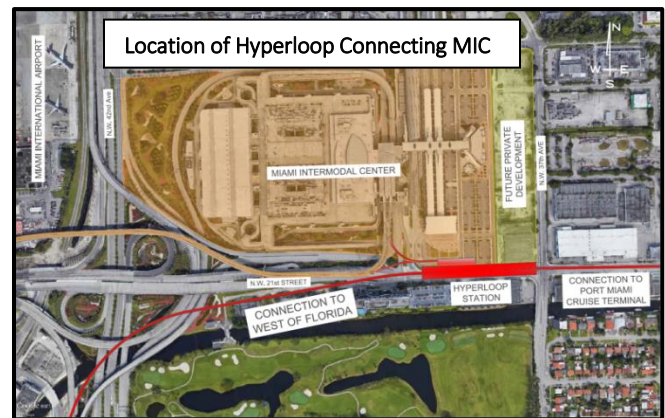 Location of Hyperloop Connecting MIC
N
W
E
S
MIAMI INTERNATIONAL AIRPORT
N.W. 42nd Ave
MIAMI INTERMODAL CENTER
FUTURE PRIVATE
DEVELOPMENT
N.W. 37th AVE
N.W. 21st STREET
CONNECTION TO
WEST OF FLORIDA
HYPERLOOP
STATION
CONNECTION TO
PORT MIAMI
CRUISE TERMINAL